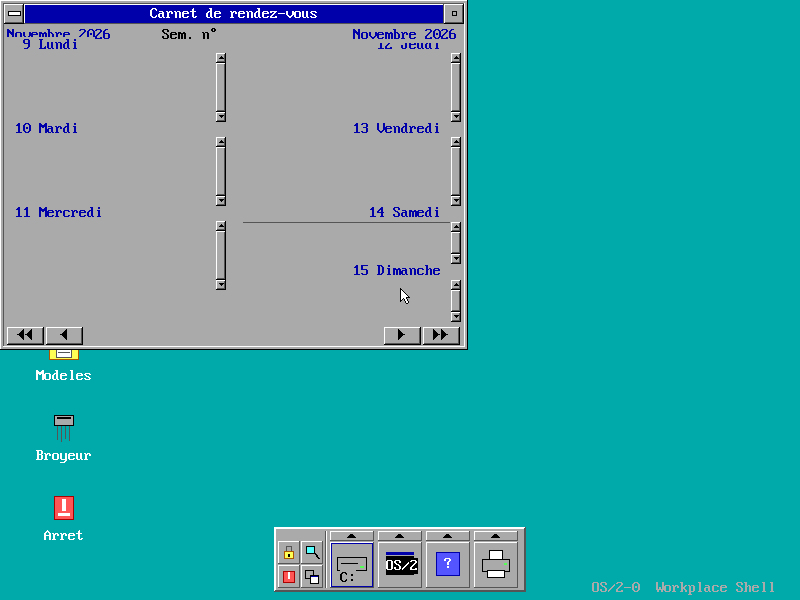 Carnet de rendez-vous
Novembre 2026 Sem. n° Novembre 2026
9 Lundi
12 Jeudi
10 Mardi
13 Vendredi
11 Mercredi
14 Samedi
15 Dimanche
Modeles
Broyeur
Arret
C:
OS/2
?
OS/2-0 Workplace Shell